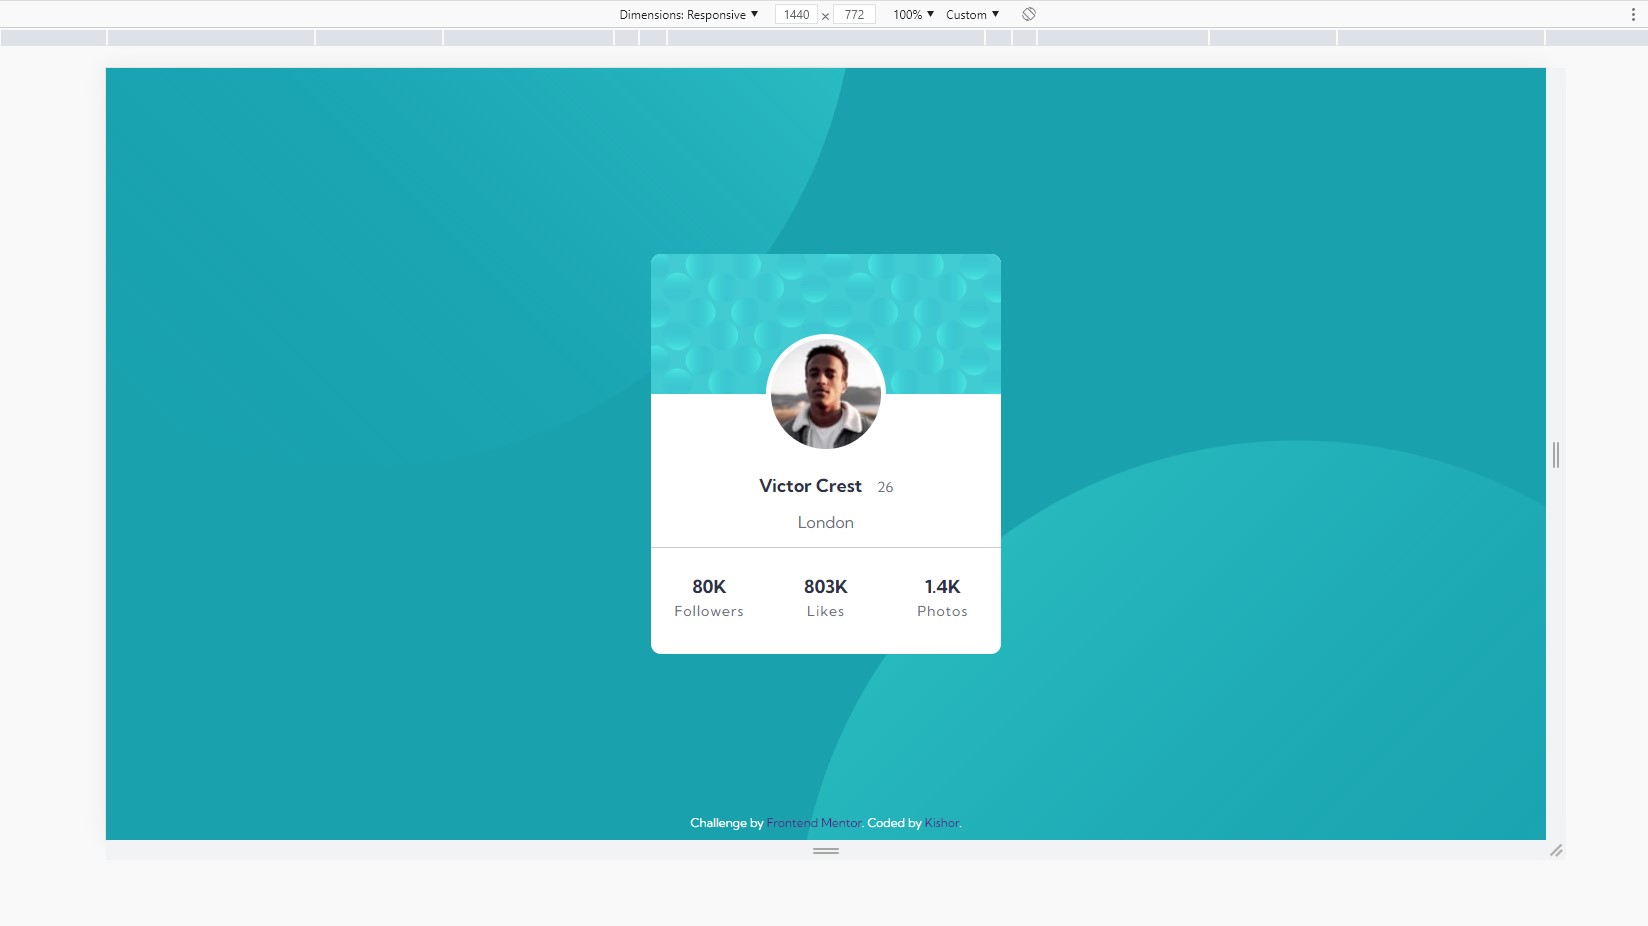 Dimensions: Responsive ▼ 1440 × 772 100% ▼ Custom ▼
Victor Crest 26
London
80K 803K 1.4K
Followers Likes Photos
Challenge by Frontend Mentor. Coded by Kishor.